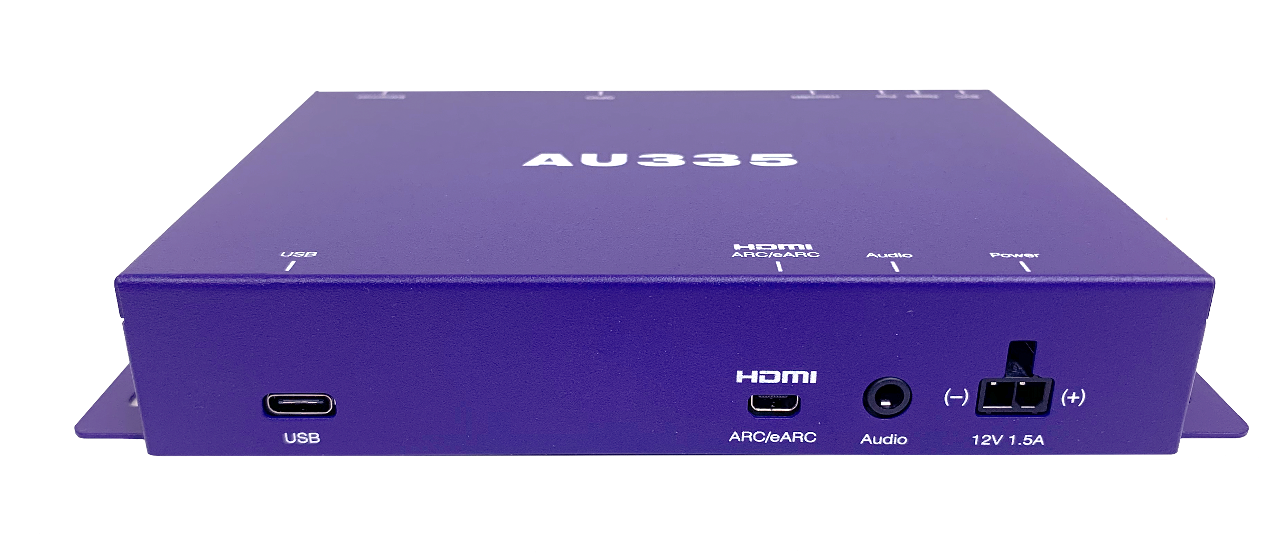 AU335
USB
HDMI
ARC/eARC
Audio
Power
HDMI
(−)
(+)
USB
ARC/eARC
Audio
12V 1.5A